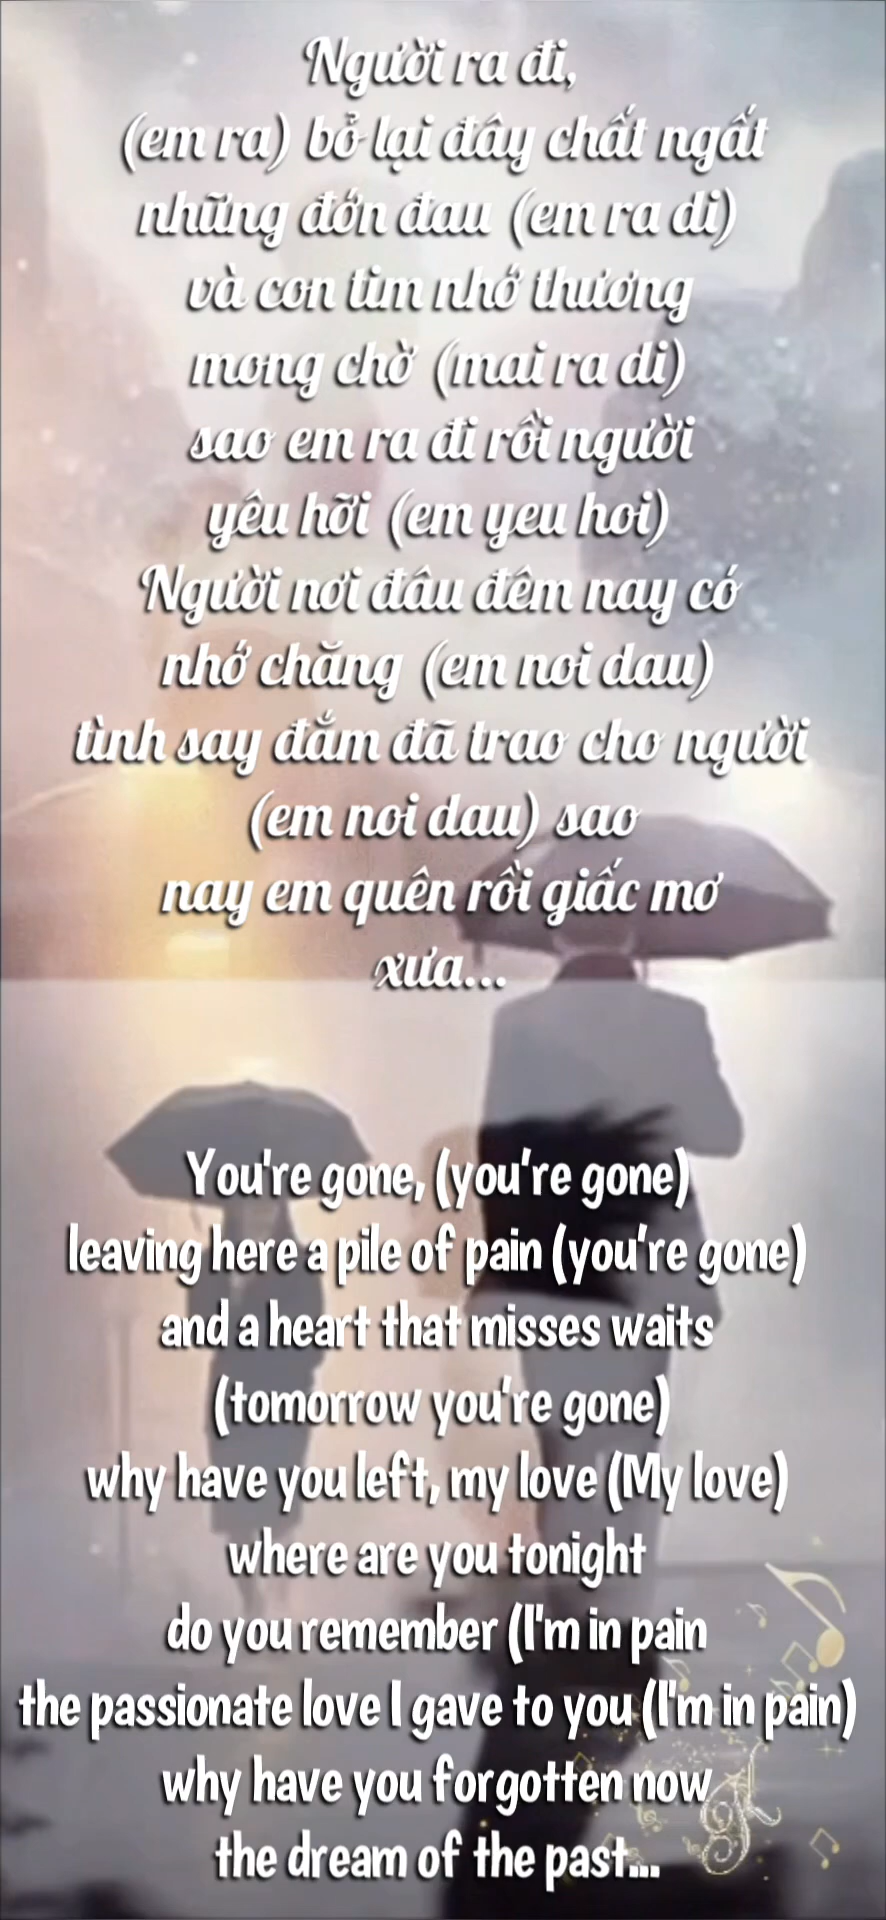 Người ra đi,
(em ra) bỏ lại đây chất ngất
những đớn đau (em ra di)
và con tim nhớ thương
mong chờ (mai ra di)
sao em ra đi rồi người
yêu hỡi (em yeu hoi)
Người nơi đâu đêm nay có
nhớ chăng (em noi dau)
tình say đắm đã trao cho người
(em noi dau) sao
nay em quên rồi giấc mơ
xưa...
You're gone, (you're gone)
leaving here a pile of pain (you're gone)
and a heart that misses waits
(tomorrow you're gone)
why have you left, my love (My love)
where are you tonight
do you remember (I'm in pain
the passionate love I gave to you (I'm in pain)
why have you forgotten now
the dream of the past...